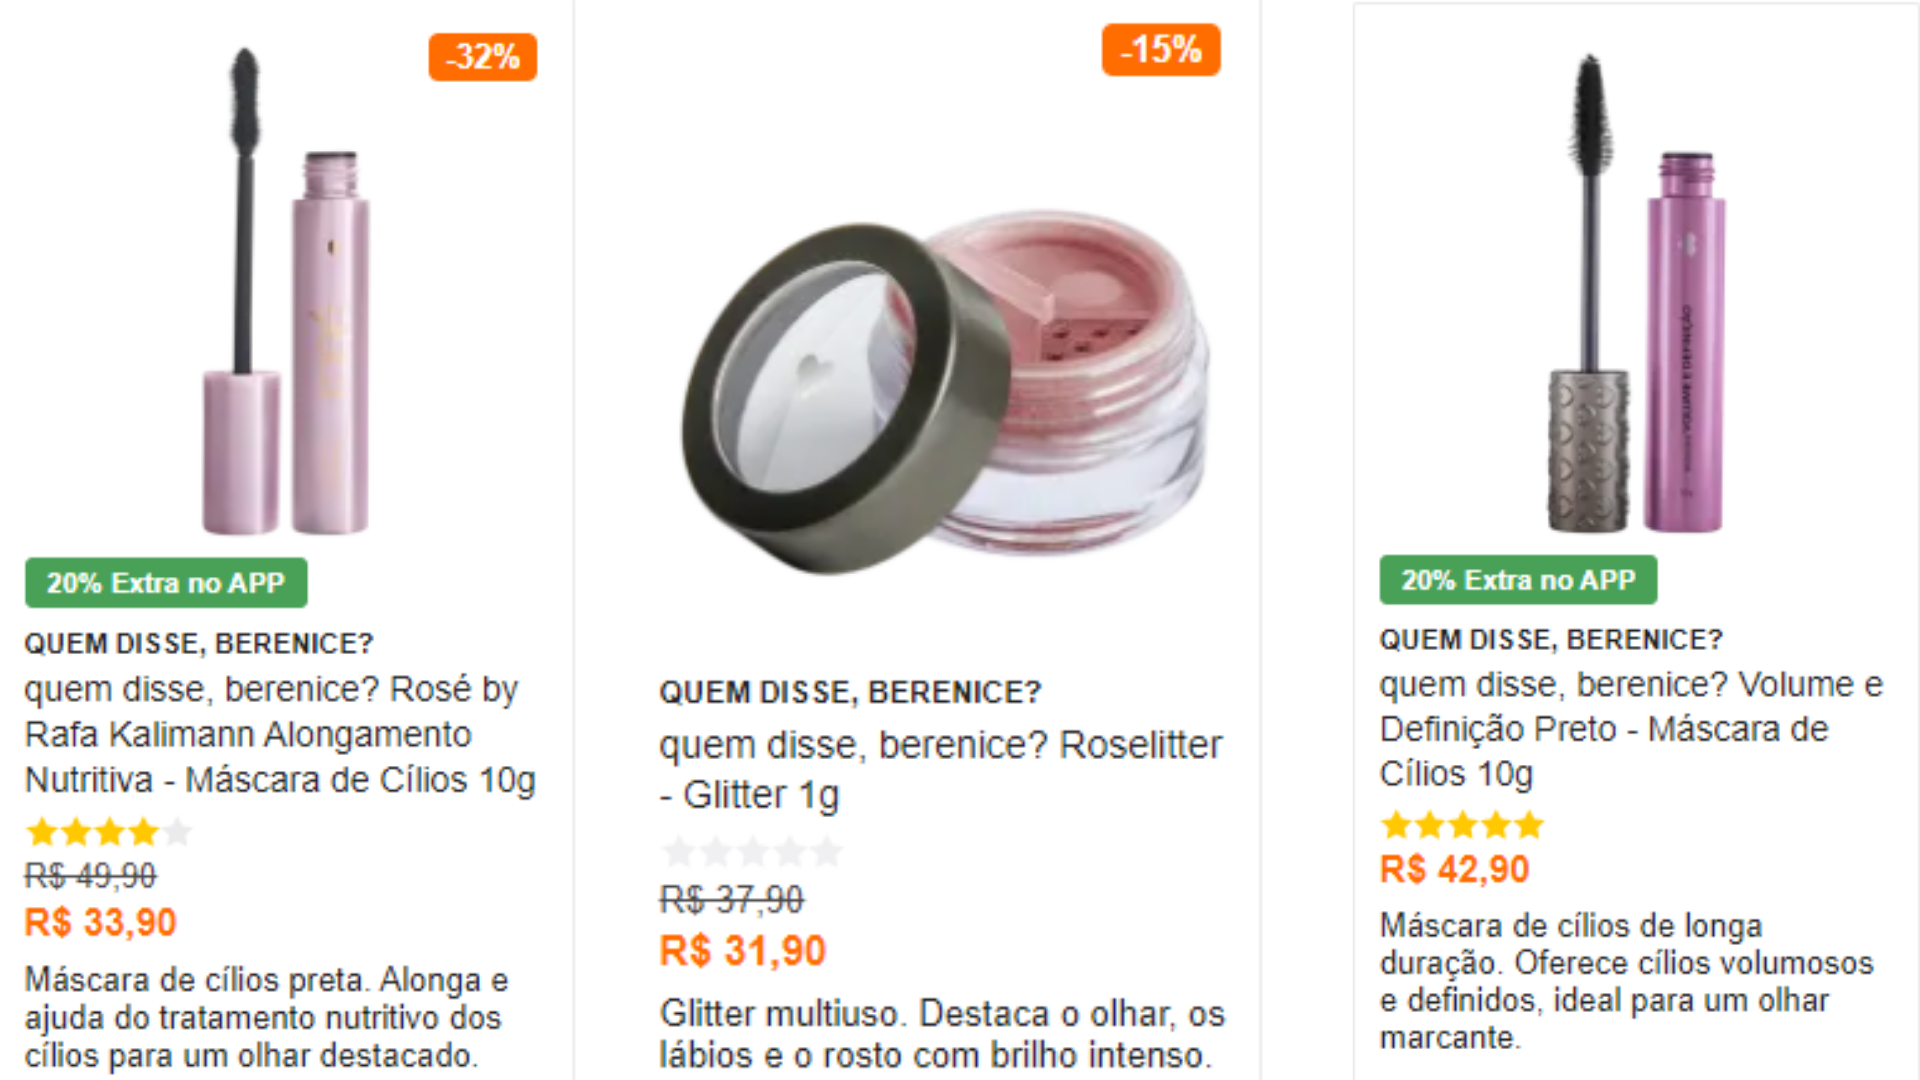 -32%
20% Extra no APP
QUEM DISSE, BERENICE?
quem disse, berenice? Rosé by
Rafa Kalimann Alongamento
Nutritiva - Máscara de Cílios 10g
R$ 49,90
R$ 33,90
Máscara de cílios preta. Alonga e
ajuda do tratamento nutritivo dos
cílios para um olhar destacado.
-15%
QUEM DISSE, BERENICE?
quem disse, berenice? Roselitter
- Glitter 1g
R$ 37,90
R$ 31,90
Glitter multiuso. Destaca o olhar, os
lábios e o rosto com brilho intenso.
VOLUME E DEFINIÇÃO
20% Extra no APP
QUEM DISSE, BERENICE?
quem disse, berenice? Volume e
Definição Preto - Máscara de
Cílios 10g
R$ 42,90
Máscara de cílios de longa
duração. Oferece cílios volumosos
e definidos, ideal para um olhar
marcante.